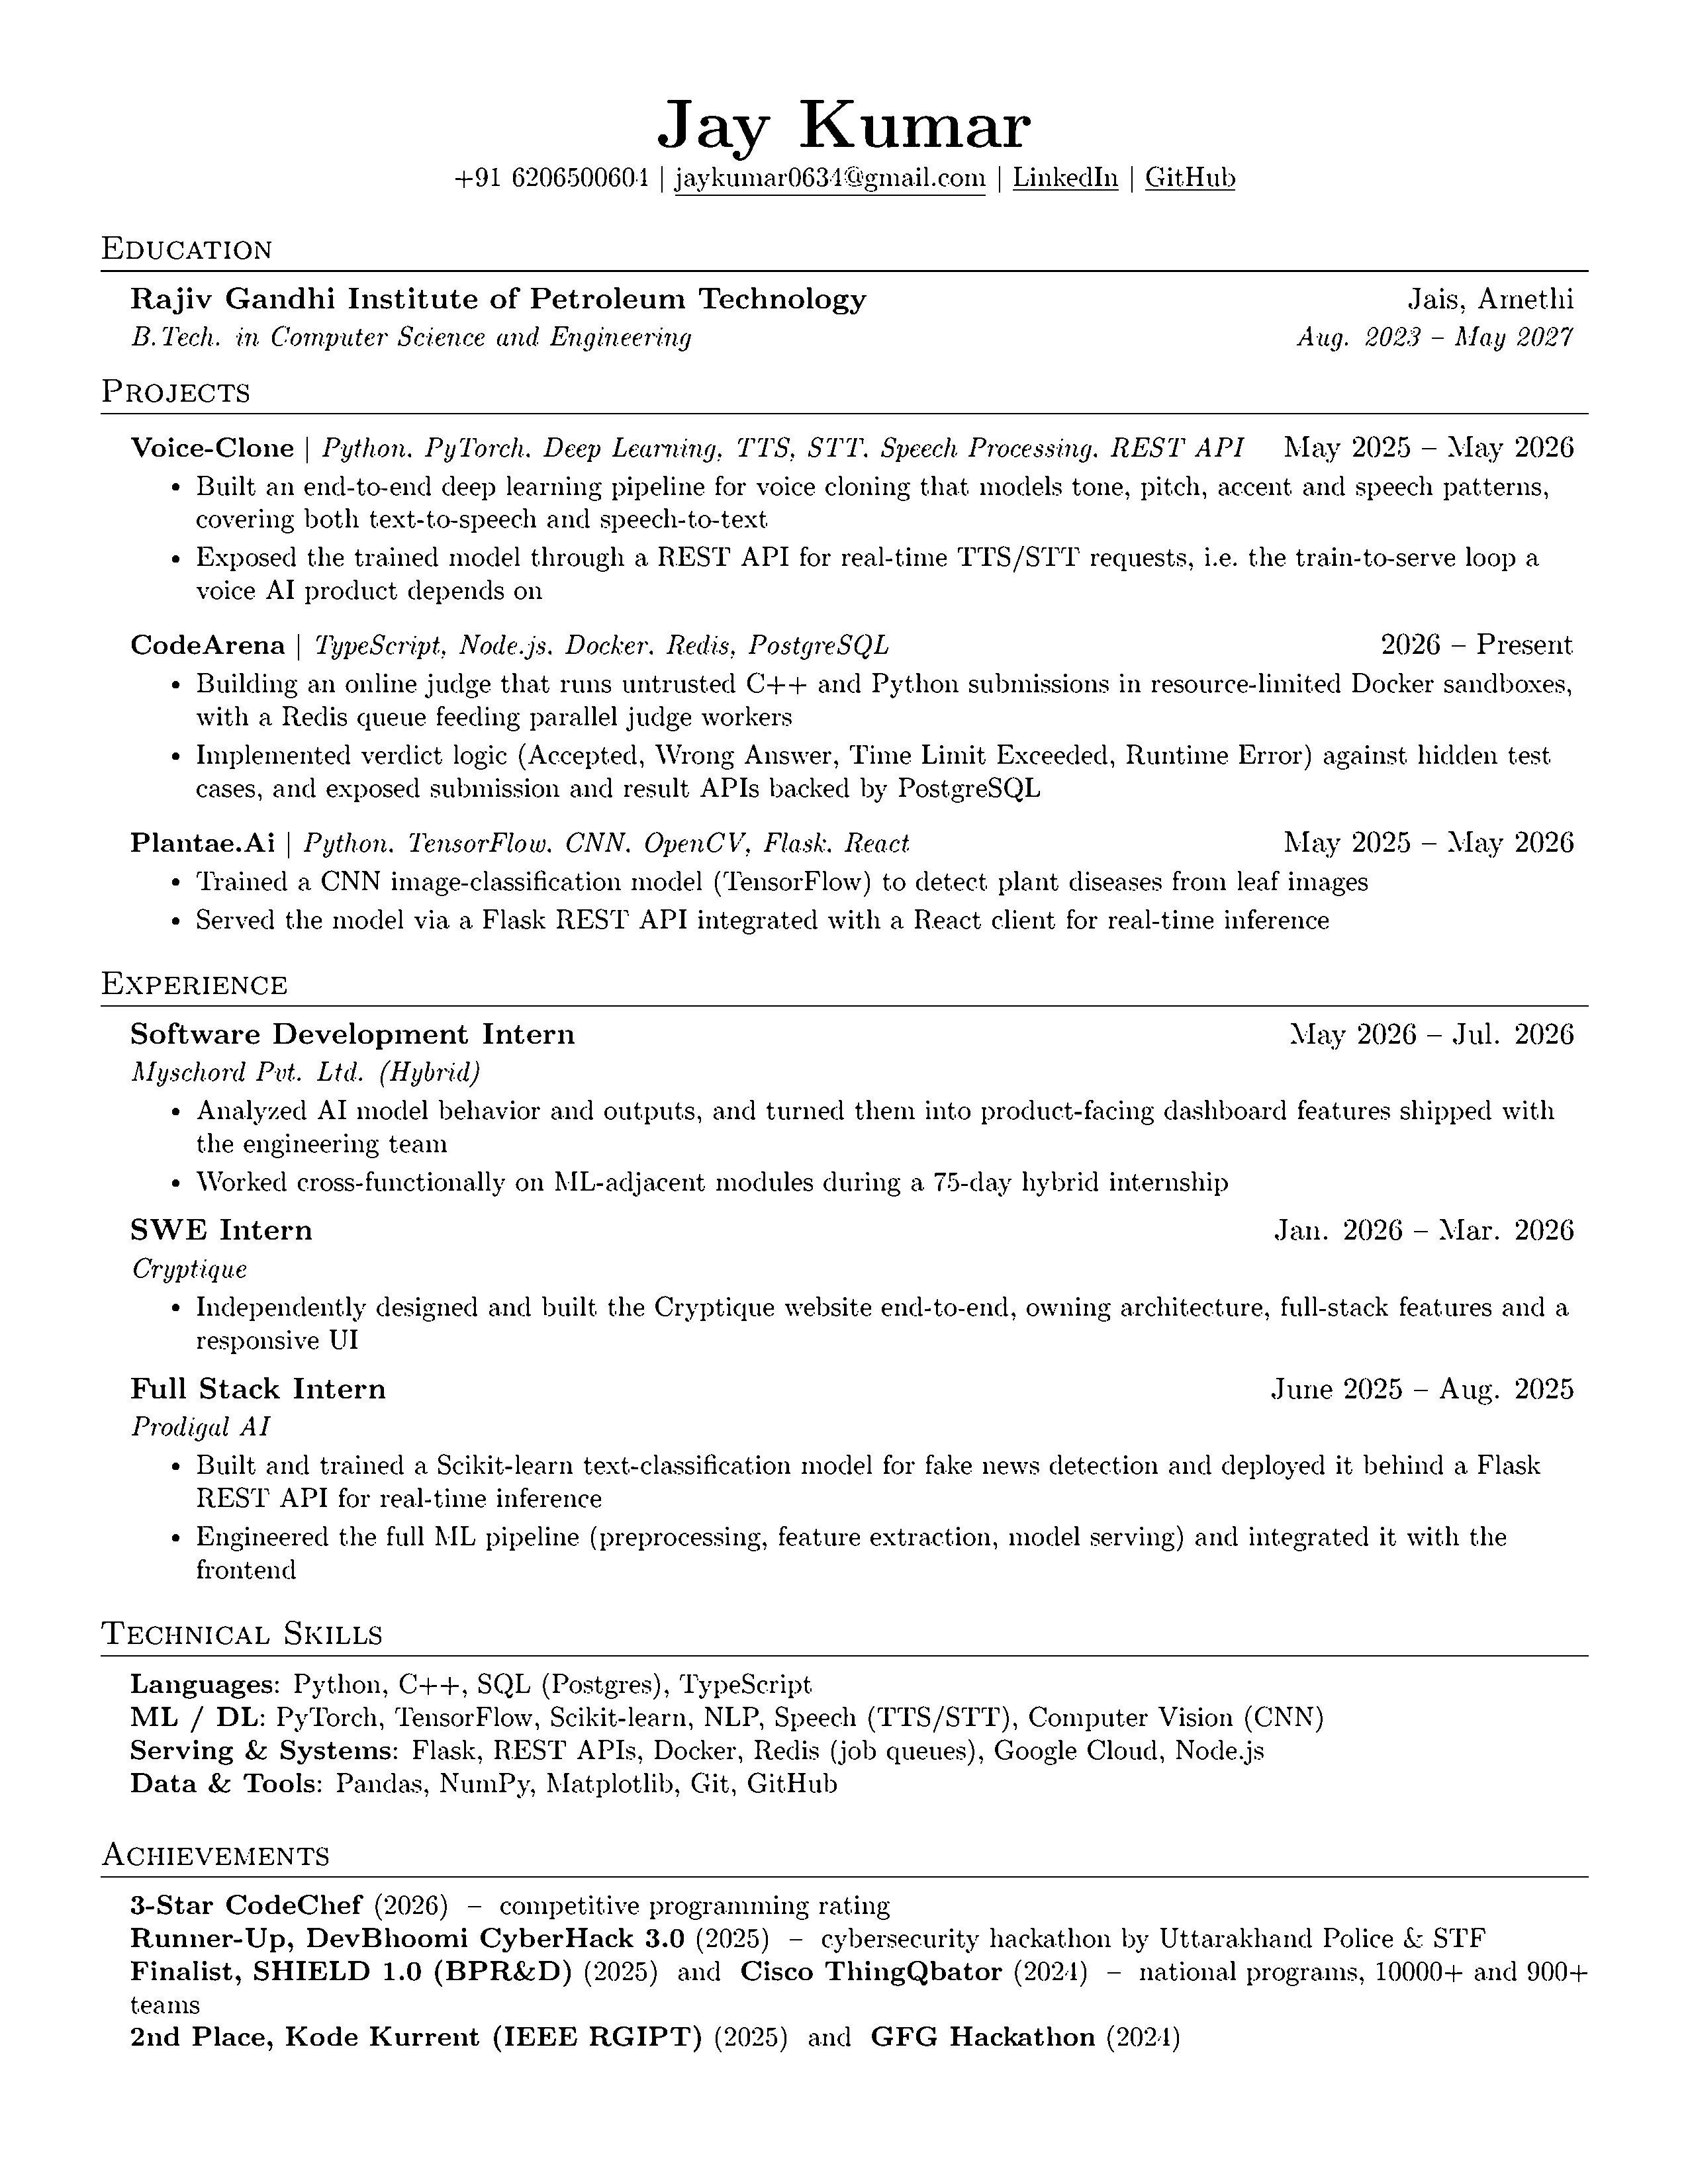 Jay Kumar
+91 6206500604 | jaykumar0634@gmail.com | LinkedIn | GitHub
EDUCATION
Rajiv Gandhi Institute of Petroleum Technology Jais, Amethi
B.Tech. in Computer Science and Engineering Aug. 2023 – May 2027
PROJECTS
Voice-Clone | Python, PyTorch, Deep Learning, TTS, STT, Speech Processing, REST API May 2025 – May 2026
• Built an end-to-end deep learning pipeline for voice cloning that models tone, pitch, accent and speech patterns,
covering both text-to-speech and speech-to-text
• Exposed the trained model through a REST API for real-time TTS/STT requests, i.e. the train-to-serve loop a
voice AI product depends on
CodeArena | TypeScript, Node.js, Docker, Redis, PostgreSQL 2026 – Present
• Building an online judge that runs untrusted C++ and Python submissions in resource-limited Docker sandboxes,
with a Redis queue feeding parallel judge workers
• Implemented verdict logic (Accepted, Wrong Answer, Time Limit Exceeded, Runtime Error) against hidden test
cases, and exposed submission and result APIs backed by PostgreSQL
Plantae.Ai | Python, TensorFlow, CNN, OpenCV, Flask, React May 2025 – May 2026
• Trained a CNN image-classification model (TensorFlow) to detect plant diseases from leaf images
• Served the model via a Flask REST API integrated with a React client for real-time inference
EXPERIENCE
Software Development Intern May 2026 – Jul. 2026
Myschord Pvt. Ltd. (Hybrid)
• Analyzed AI model behavior and outputs, and turned them into product-facing dashboard features shipped with
the engineering team
• Worked cross-functionally on ML-adjacent modules during a 75-day hybrid internship
SWE Intern Jan. 2026 – Mar. 2026
Cryptique
• Independently designed and built the Cryptique website end-to-end, owning architecture, full-stack features and a
responsive UI
Full Stack Intern June 2025 – Aug. 2025
Prodigal AI
• Built and trained a Scikit-learn text-classification model for fake news detection and deployed it behind a Flask
REST API for real-time inference
• Engineered the full ML pipeline (preprocessing, feature extraction, model serving) and integrated it with the
frontend
TECHNICAL SKILLS
Languages: Python, C++, SQL (Postgres), TypeScript
ML / DL: PyTorch, TensorFlow, Scikit-learn, NLP, Speech (TTS/STT), Computer Vision (CNN)
Serving & Systems: Flask, REST APIs, Docker, Redis (job queues), Google Cloud, Node.js
Data & Tools: Pandas, NumPy, Matplotlib, Git, GitHub
ACHIEVEMENTS
3-Star CodeChef (2026) – competitive programming rating
Runner-Up, DevBhoomi CyberHack 3.0 (2025) – cybersecurity hackathon by Uttarakhand Police & STF
Finalist, SHIELD 1.0 (BPR&D) (2025) and Cisco ThingQbator (2024) – national programs, 10000+ and 900+
teams
2nd Place, Kode Kurrent (IEEE RGIPT) (2025) and GFG Hackathon (2024)